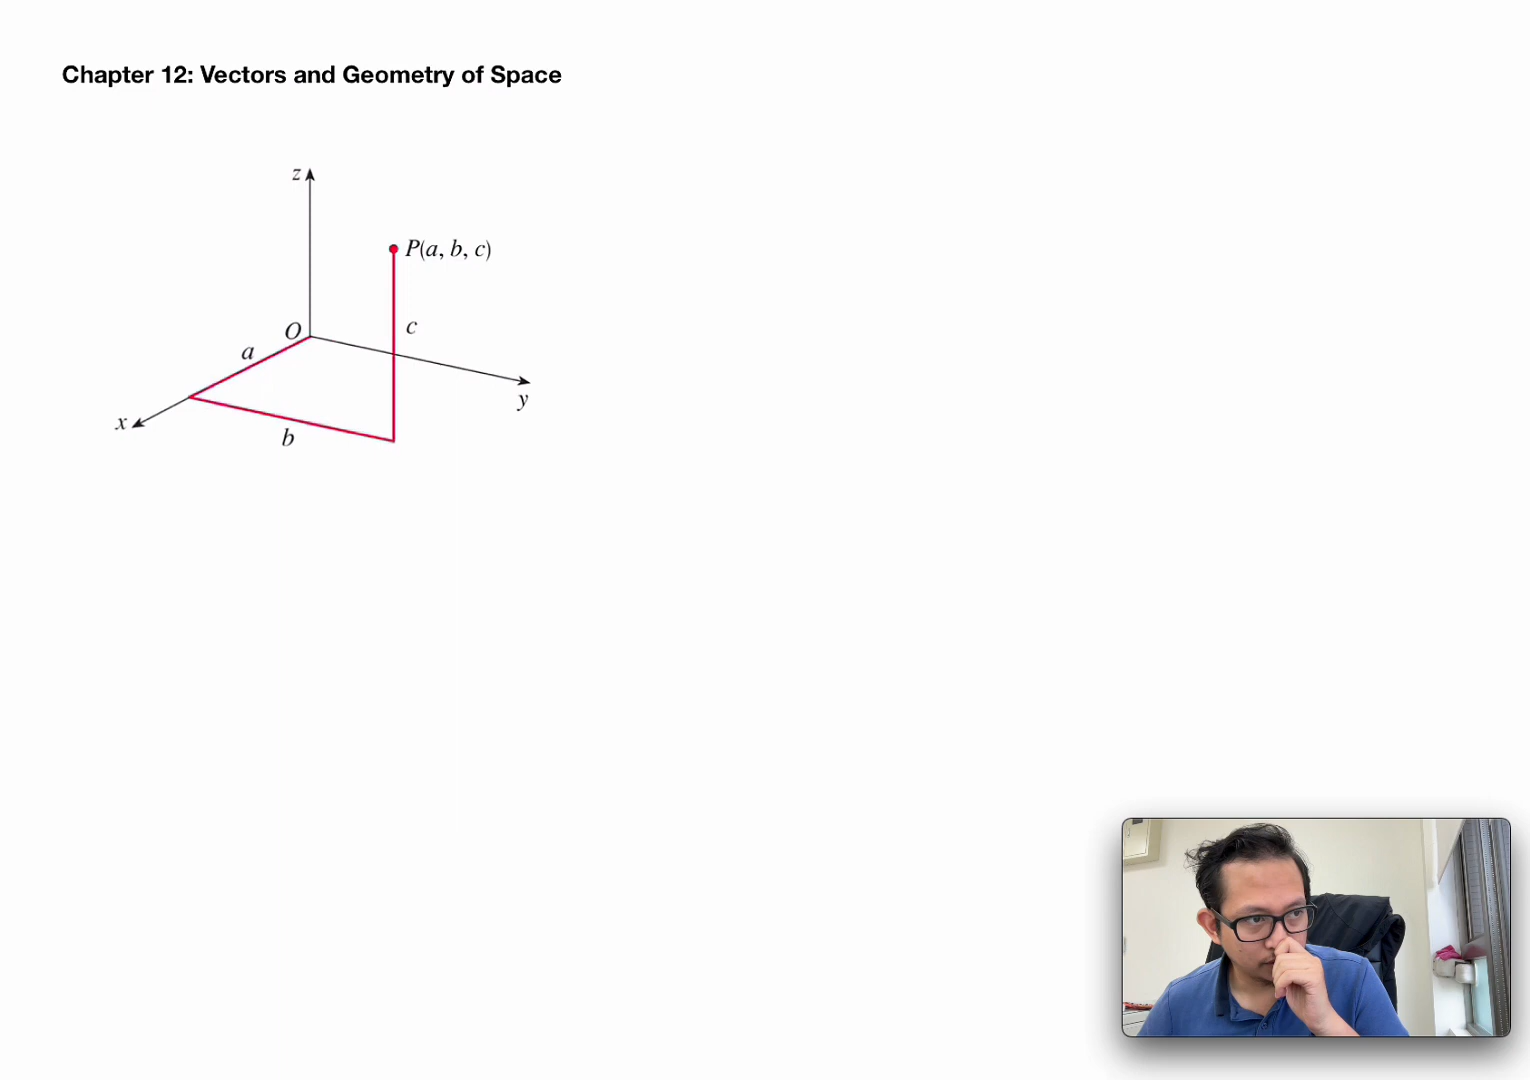 Chapter 12: Vectors and Geometry of Space
z
P(a, b, c)
O
c
a
y
x
b